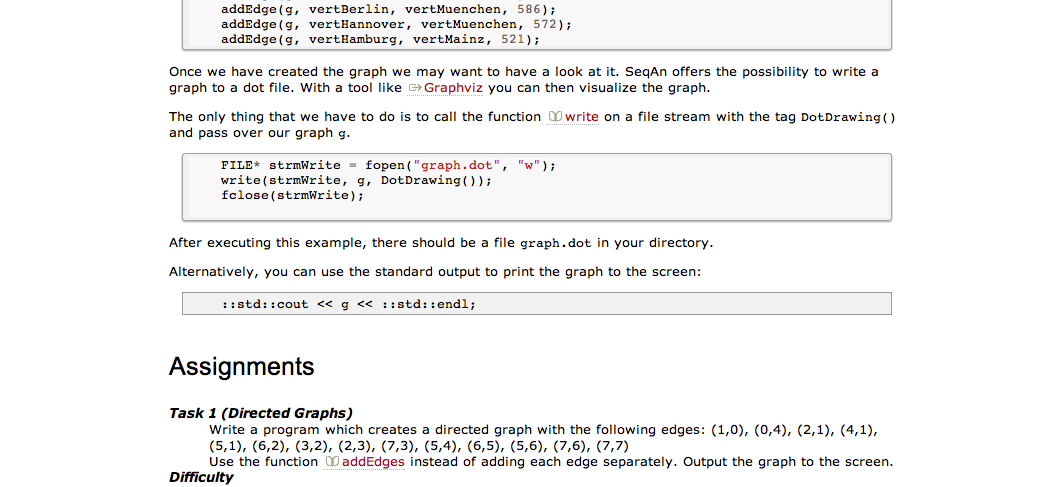 addEdge(g, vertBerlin, vertMuenchen, 586);
addEdge(g, vertHannover, vertMuenchen, 572);
addEdge(g, vertHamburg, vertMainz, 521);
Once we have created the graph we may want to have a look at it. SeqAn offers the possibility to write a
graph to a dot file. With a tool like Graphviz you can then visualize the graph.
The only thing that we have to do is to call the function write on a file stream with the tag DotDrawing()
and pass over our graph g.
FILE* strmWrite = fopen("graph.dot", "w");
write(strmWrite, g, DotDrawing());
fclose(strmWrite);
After executing this example, there should be a file graph.dot in your directory.
Alternatively, you can use the standard output to print the graph to the screen:
::std::cout << g << ::std::endl;
Assignments
Task 1 (Directed Graphs)
Write a program which creates a directed graph with the following edges: (1,0), (0,4), (2,1), (4,1),
(5,1), (6,2), (3,2), (2,3), (7,3), (5,4), (6,5), (5,6), (7,6), (7,7)
Use the function addEdges instead of adding each edge separately. Output the graph to the screen.
Difficulty